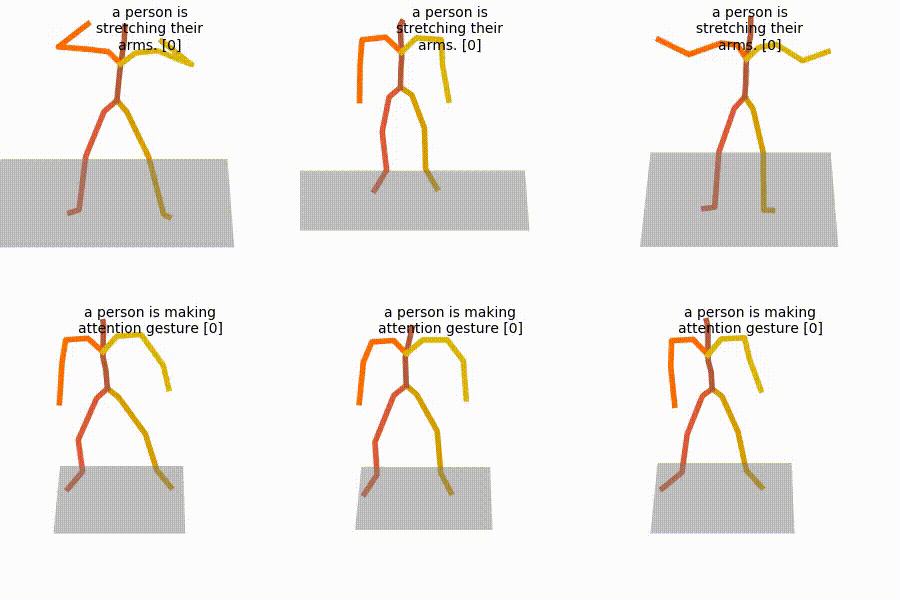 a person is
stretching their
arms. [0]
a person is
stretching their
arms. [0]
a person is
stretching their
arms. [0]
a person is making
attention gesture [0]
a person is making
attention gesture [0]
a person is making
attention gesture [0]